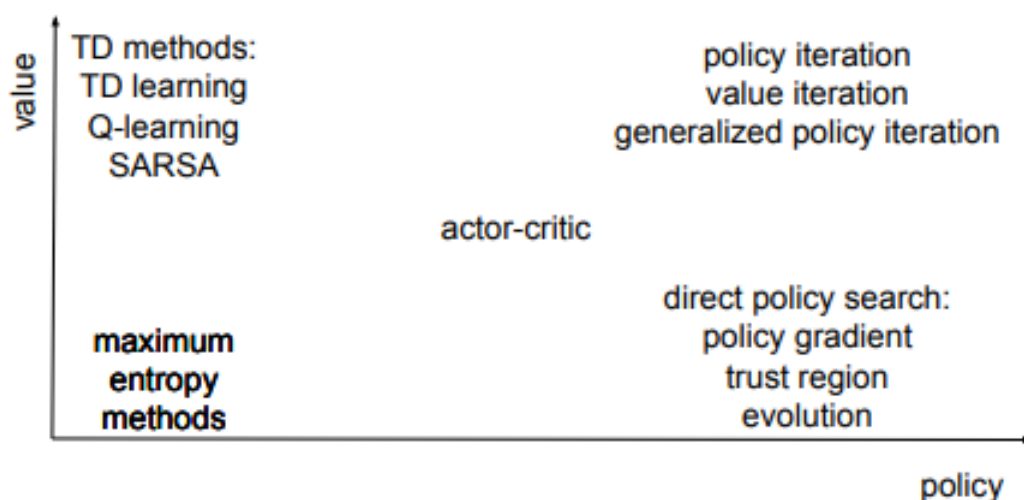 value
TD methods:
TD learning
Q-learning
SARSA
policy iteration
value iteration
generalized policy iteration
actor-critic
maximum
entropy
methods
direct policy search:
policy gradient
trust region
evolution
policy